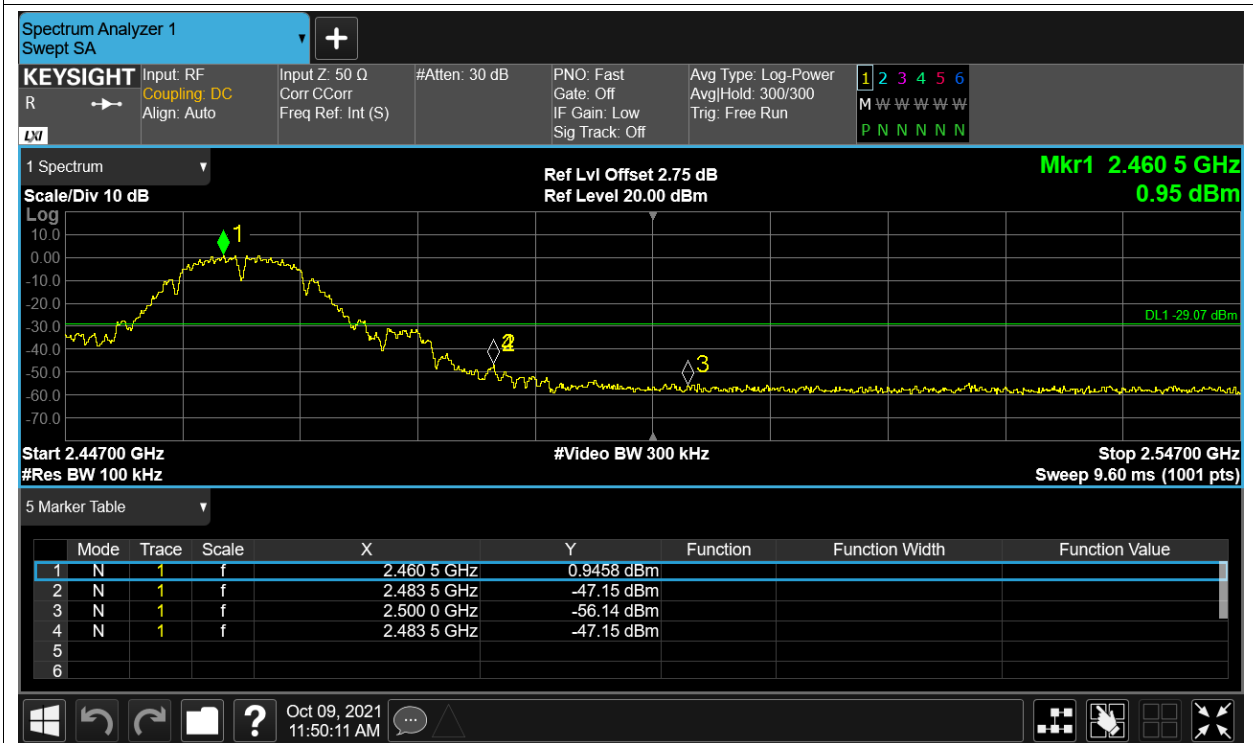 Spectrum Analyzer 1
Swept SA
KEYSIGHT
R
LXI
Input: RF
Coupling: DC
Align: Auto
Input Z: 50 Ω
Corr CCorr
Freq Ref: Int (S)
#Atten: 30 dB
PNO: Fast
Gate: Off
IF Gain: Low
Sig Track: Off
Avg Type: Log-Power
Avg|Hold: 300/300
Trig: Free Run
1 2 3 4 5 6
M W W W W W
P N N N N N
1 Spectrum
Scale/Div 10 dB
Ref Lvl Offset 2.75 dB
Ref Level 20.00 dBm
Mkr1 2.460 5 GHz
0.95 dBm
Log
10.0
0.00
-10.0
-20.0
-30.0
-40.0
-50.0
-60.0
-70.0
1
2
3
DL1 -29.07 dBm
Start 2.44700 GHz
#Res BW 100 kHz
#Video BW 300 kHz
Stop 2.54700 GHz
Sweep 9.60 ms (1001 pts)
5 Marker Table
Mode Trace Scale X Y Function Function Width Function Value
1 N 1 f 2.460 5 GHz 0.9458 dBm
2 N 1 f 2.483 5 GHz -47.15 dBm
3 N 1 f 2.500 0 GHz -56.14 dBm
4 N 1 f 2.483 5 GHz -47.15 dBm
5
6
?
Oct 09, 2021
11:50:11 AM